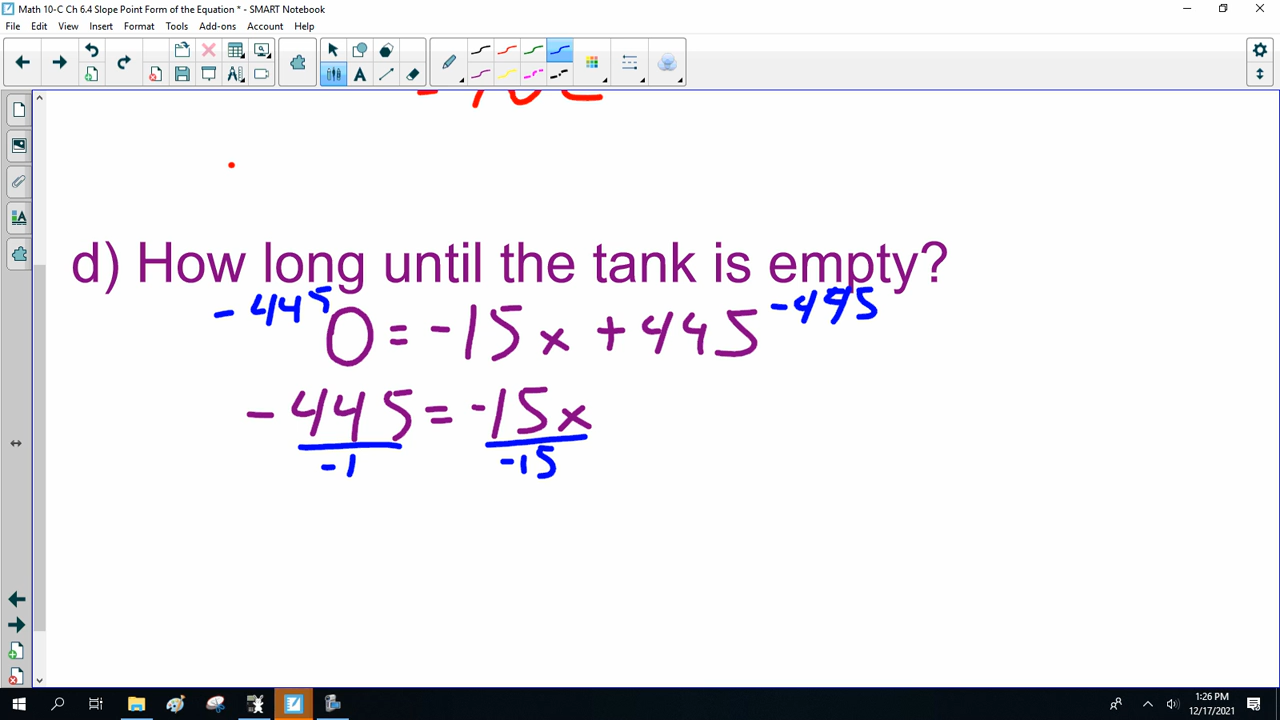 Math 10-C Ch 6.4 Slope Point Form of the Equation * - SMART Notebook
File Edit View Insert Format Tools Add-ons Account Help
d) How long until the tank is empty?
-445 -445
0 = -15x + 445
-445 = -15x
-1 -15
1:26 PM
12/17/2021